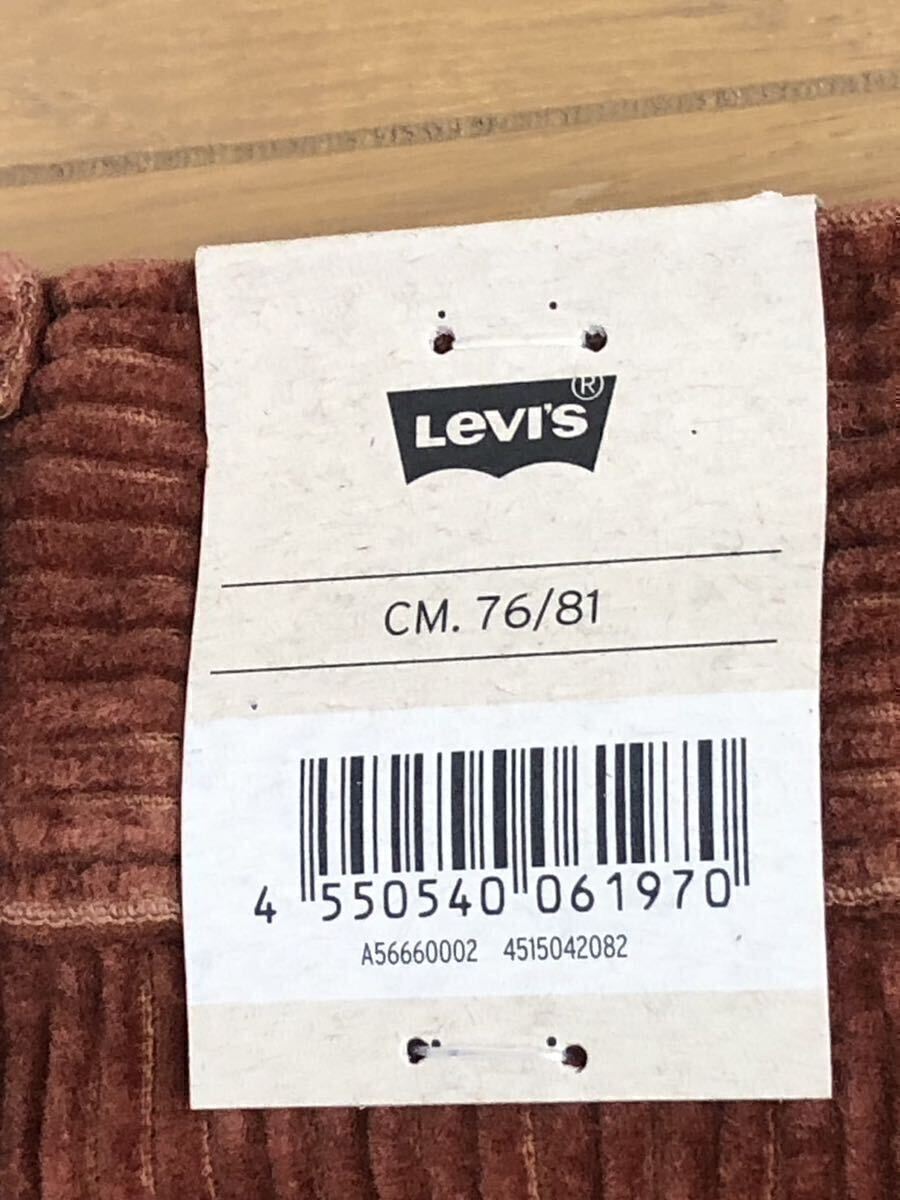 Levi's ®
CM. 76/81
4 550540 061970
A56660002 4515042082